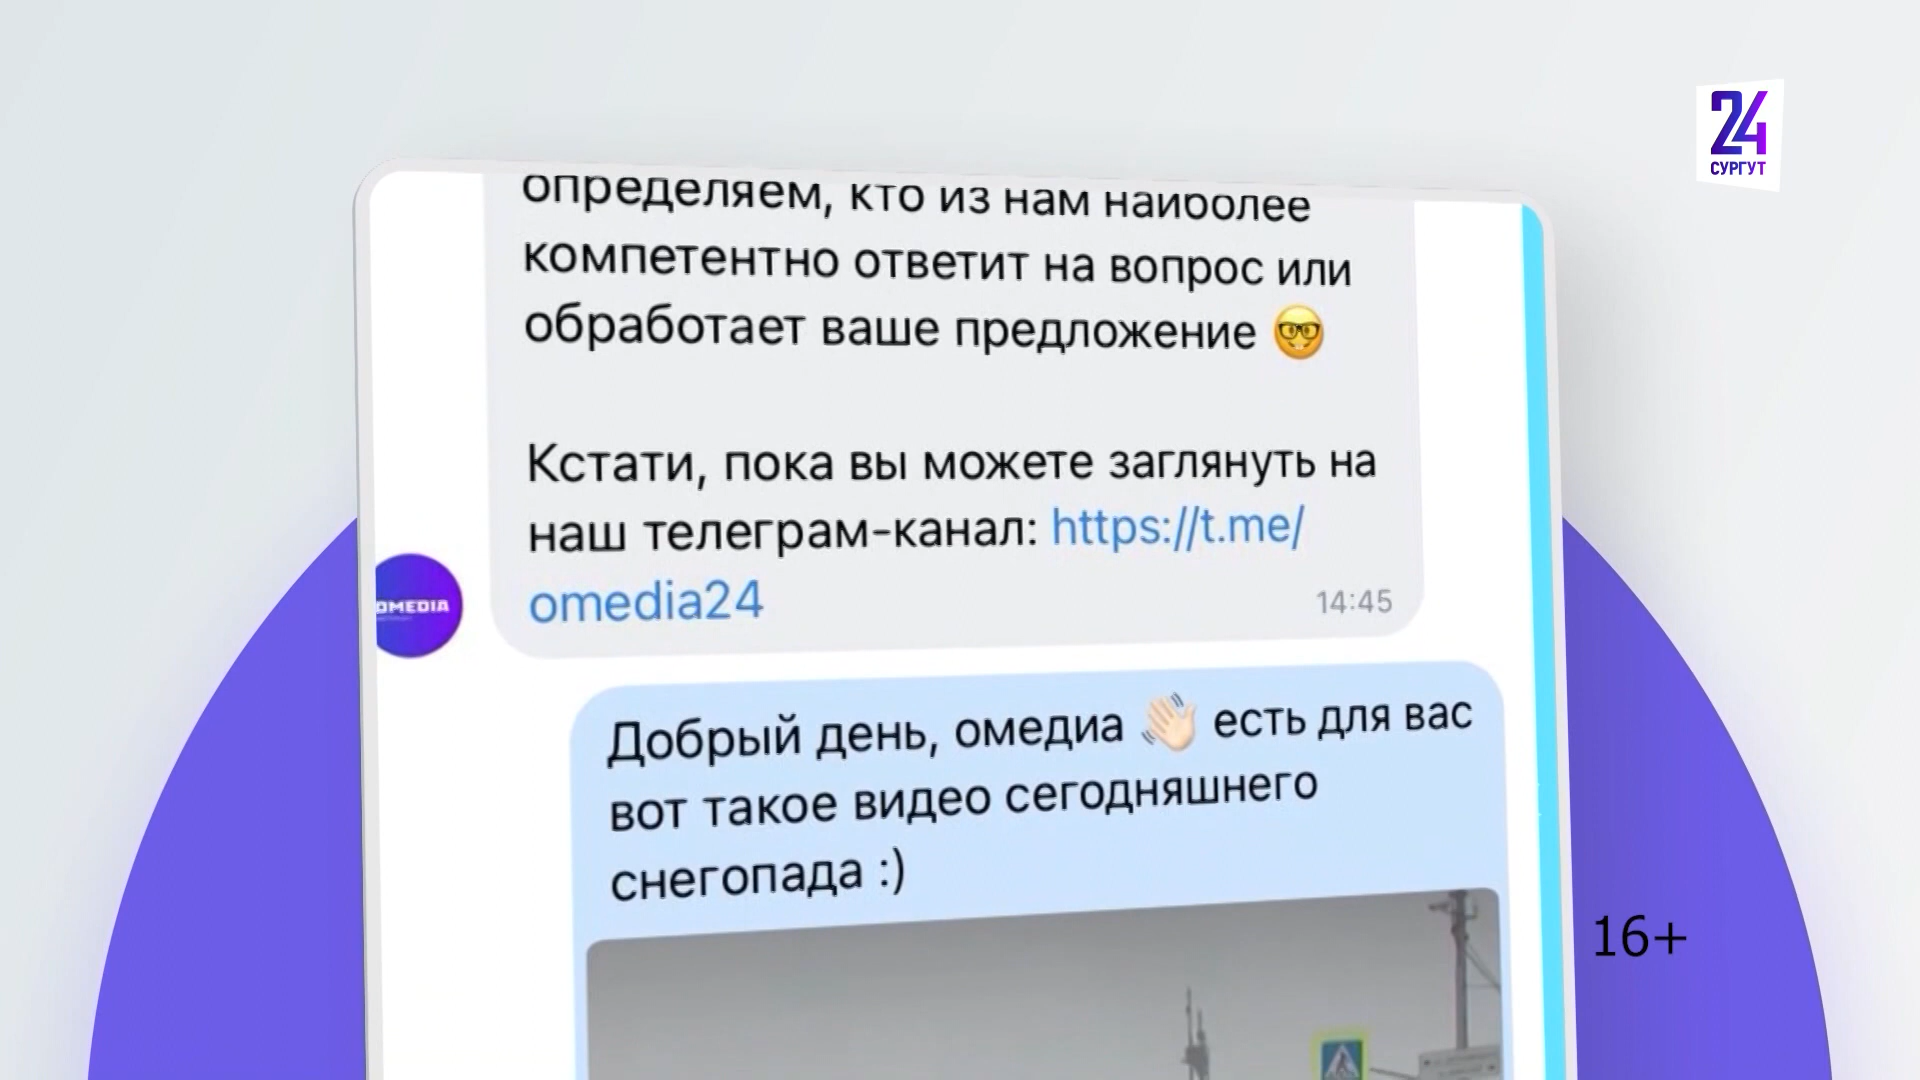 24
СУРГУТ
определяем, кто из нам наиболее
компетентно ответит на вопрос или
обработает ваше предложение 🤓
Кстати, пока вы можете заглянуть на
наш телеграм-канал: https://t.me/
omedia24
14:45
OMEDIA
Добрый день, омедиа 👋🏻 есть для вас
вот такое видео сегодняшнего
снегопада :)
16+